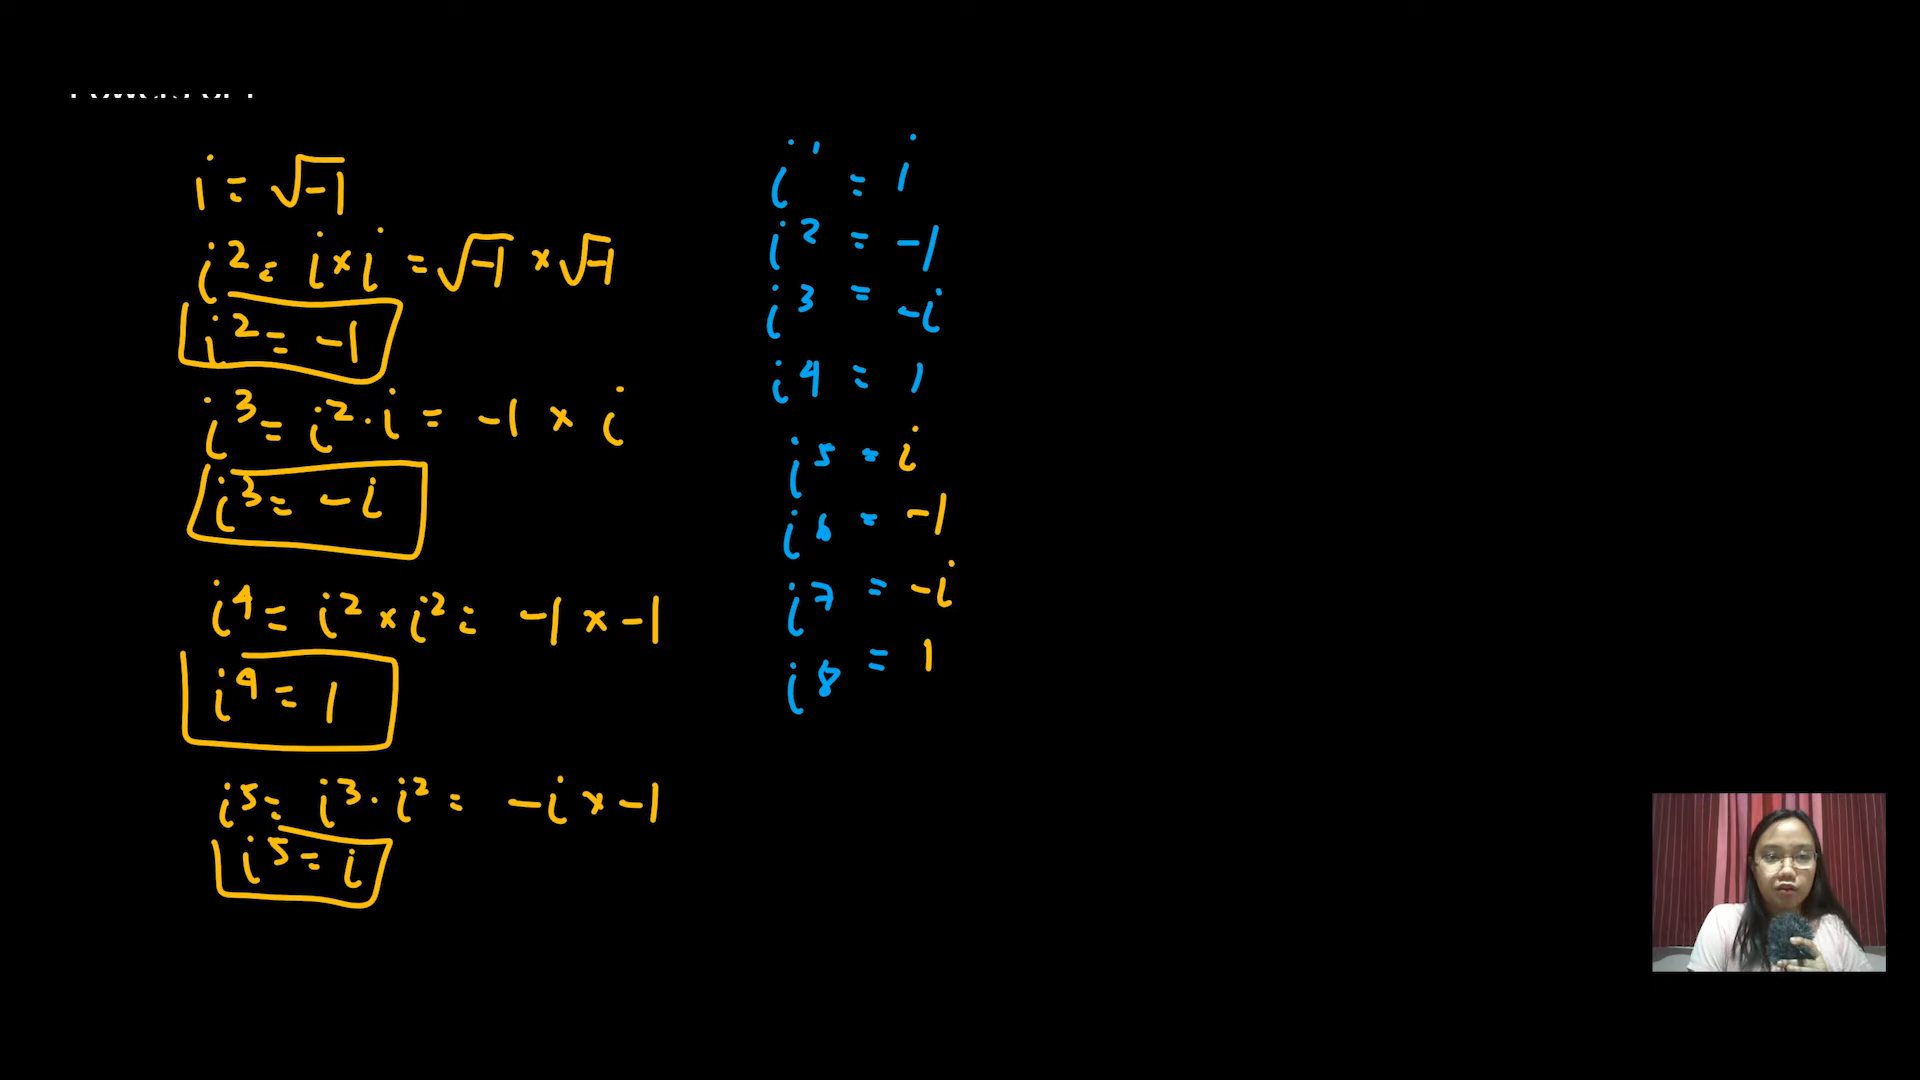 i = √-1
i² = i × i = √-1 × √-1
i² = -1
i³ = i² · i = -1 × i
i³ = -i
i⁴ = i² × i² = -1 × -1
i⁴ = 1
i⁵ = i³ · i² = -i × -1
i⁵ = i
i¹ = i
i² = -1
i³ = -i
i⁴ = 1
i⁵ = i
i⁶ = -1
i⁷ = -i
i⁸ = 1